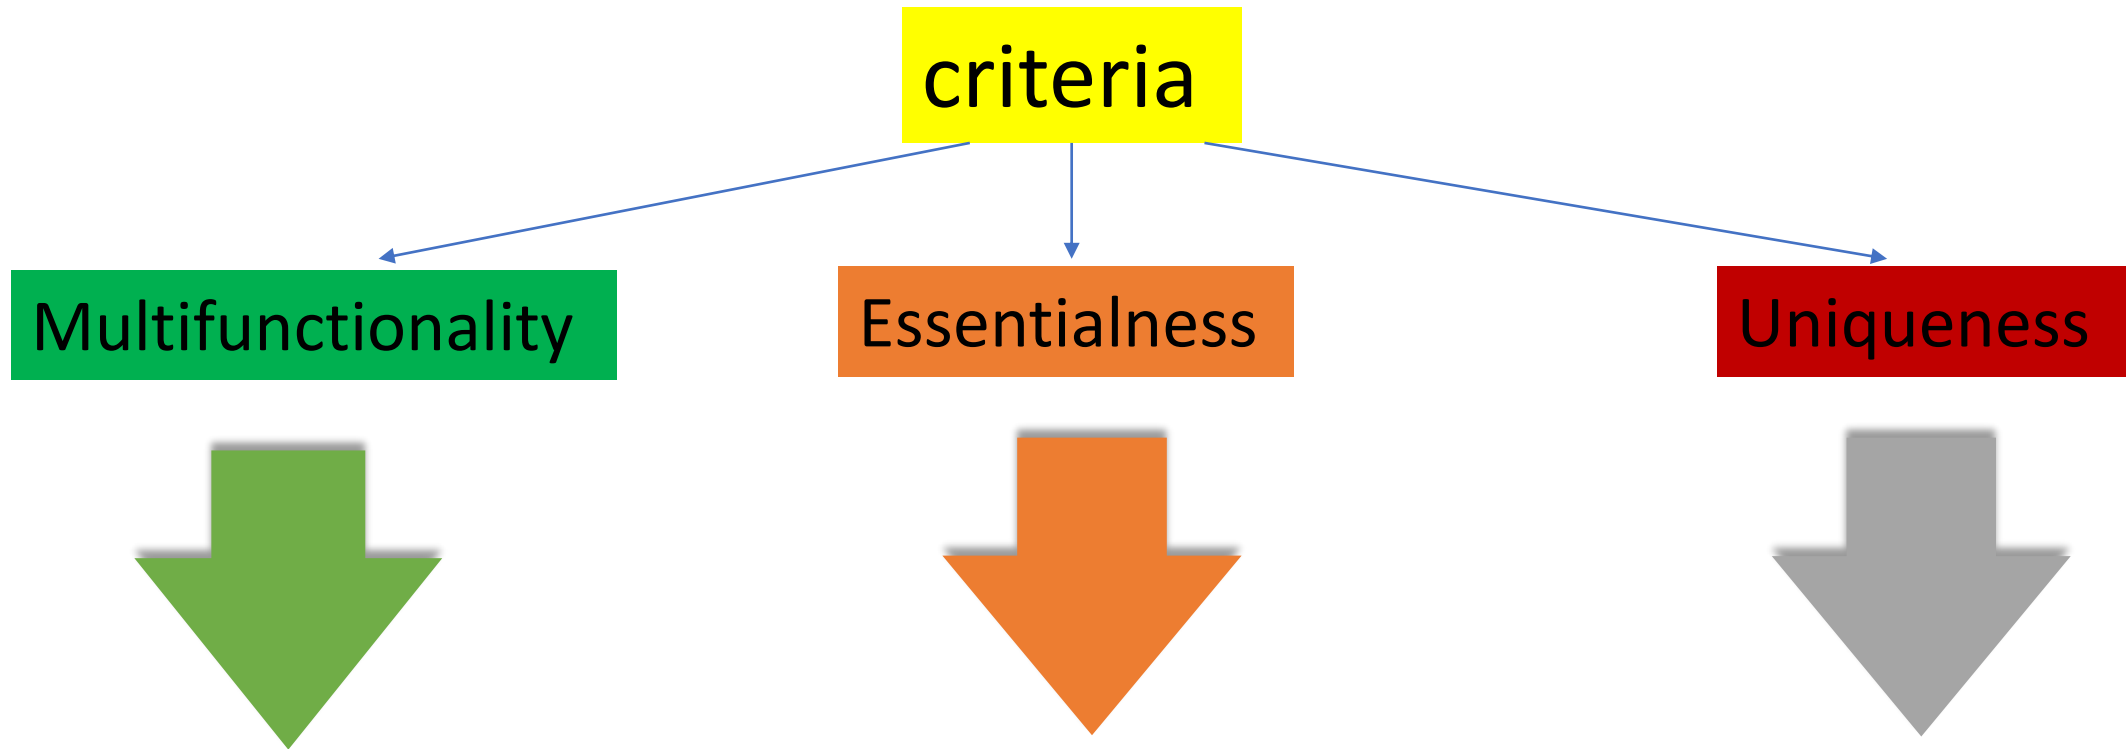 criteria
Multifunctionality
Essentialness
Uniqueness